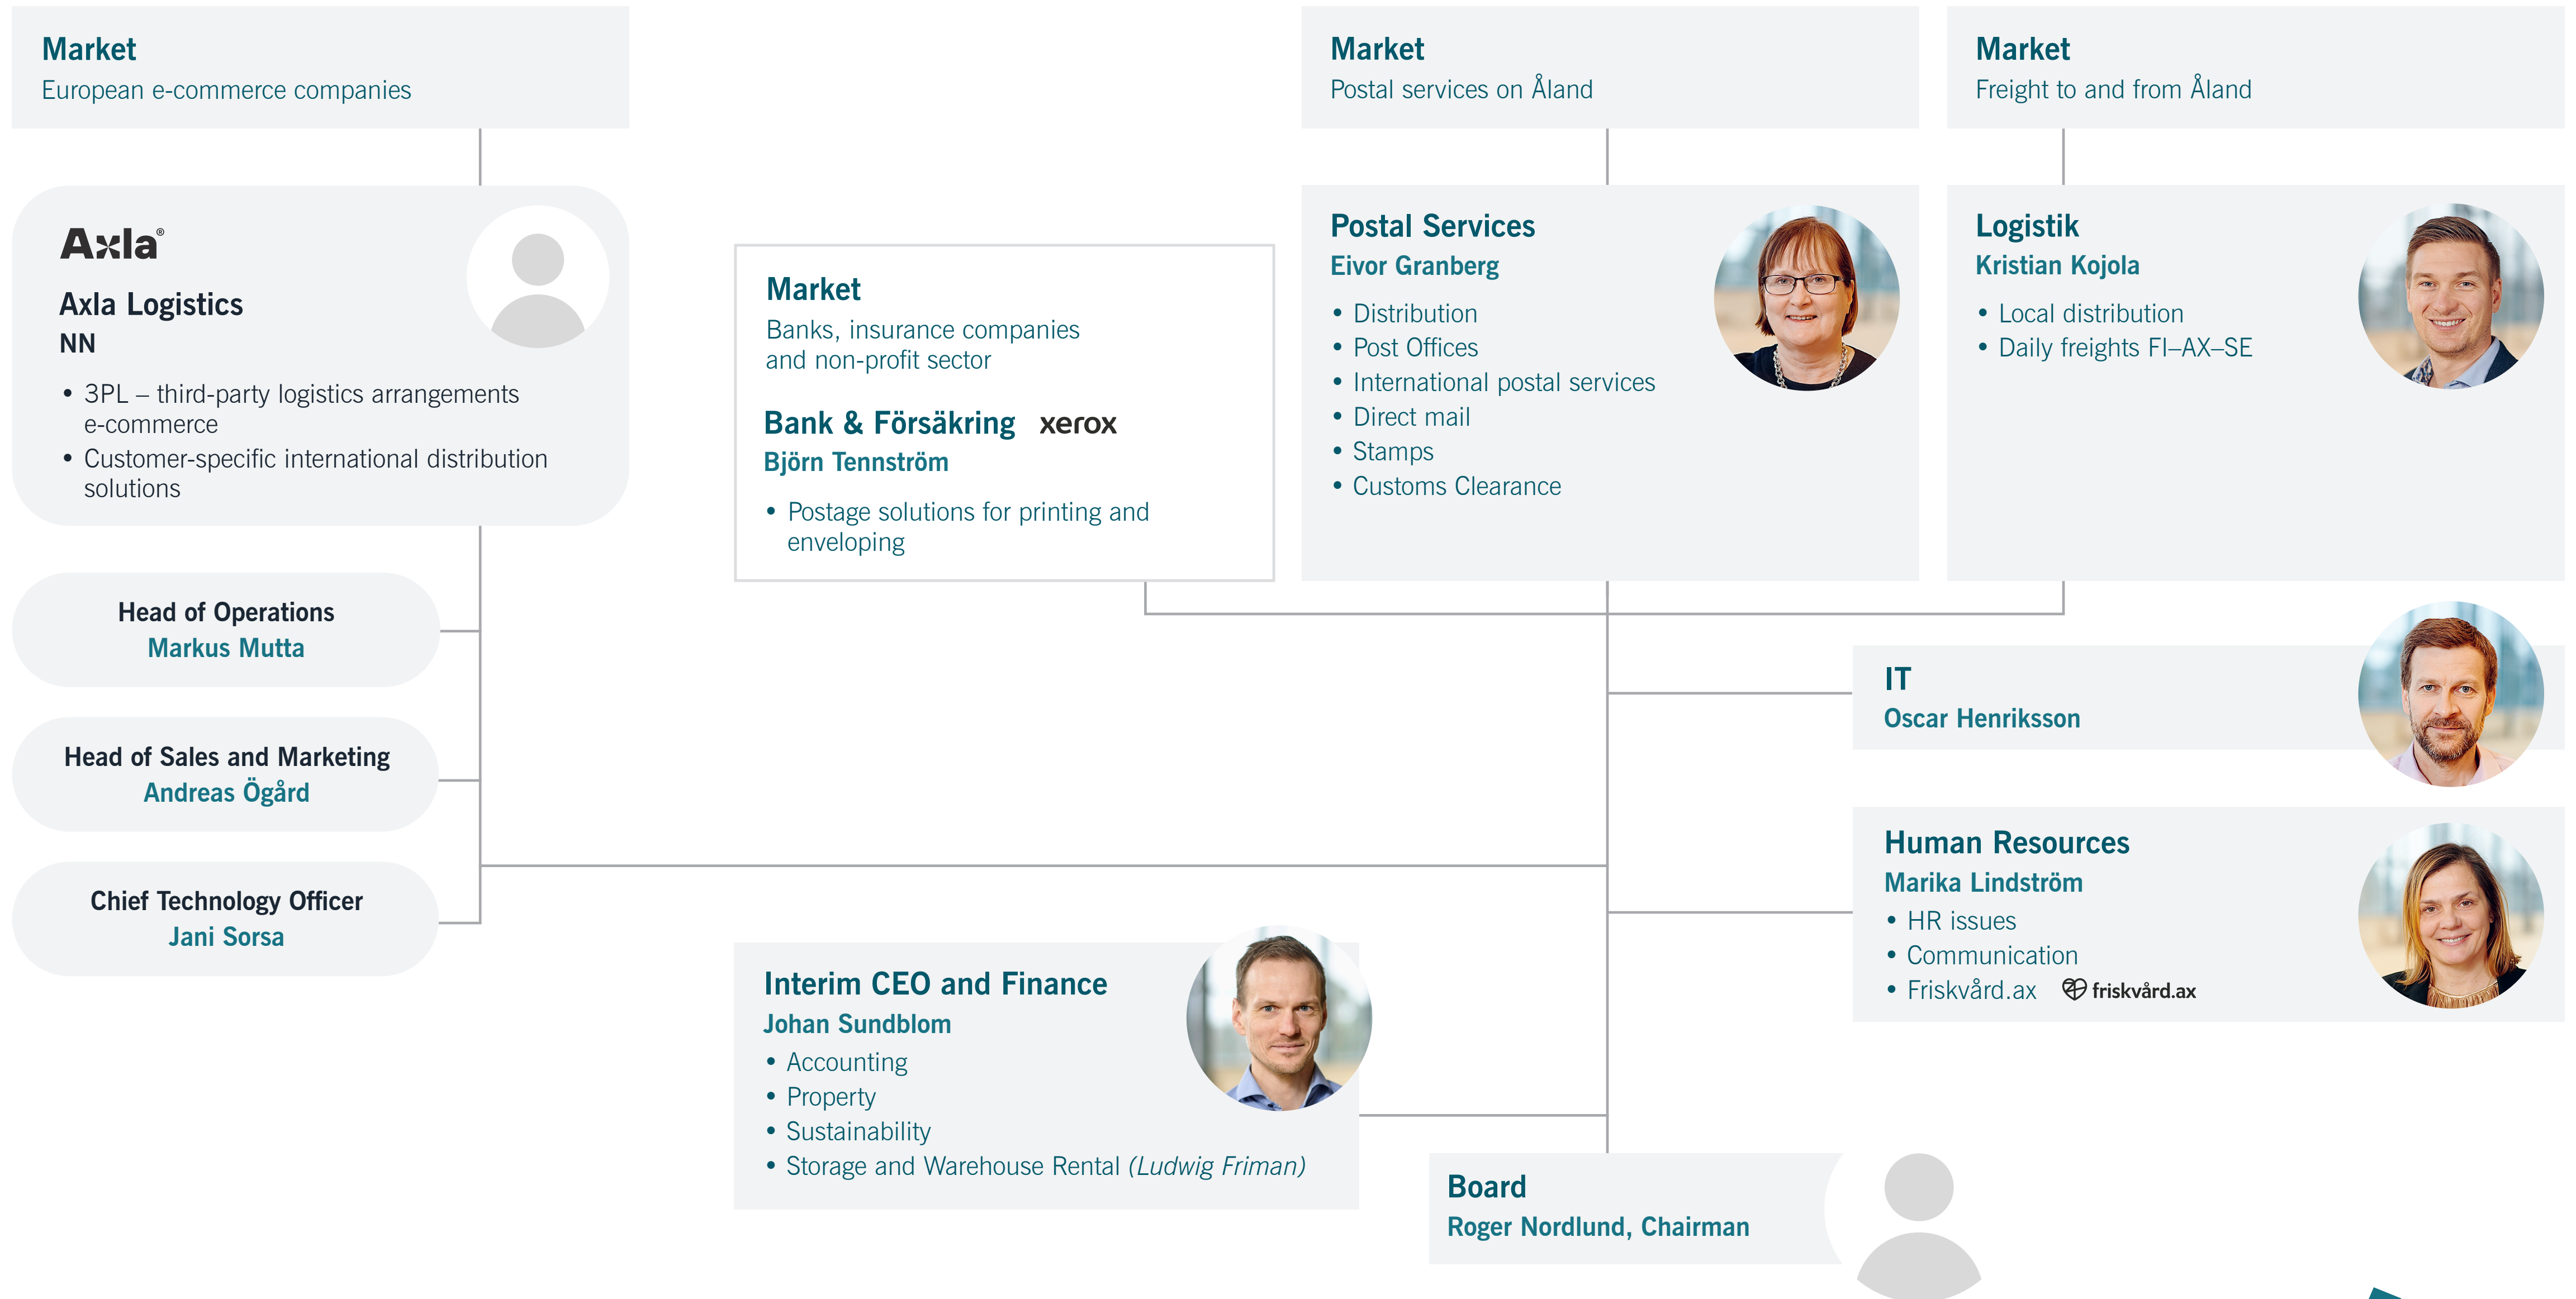 Market
European e-commerce companies
Axla®
Axla Logistics
NN
• 3PL – third-party logistics arrangements
e-commerce
• Customer-specific international distribution
solutions
Head of Operations
Markus Mutta
Head of Sales and Marketing
Andreas Ögård
Chief Technology Officer
Jani Sorsa
Market
Banks, insurance companies
and non-profit sector
Bank & Försäkring xerox
Björn Tennström
• Postage solutions for printing and
enveloping
Market
Postal services on Åland
Postal Services
Eivor Granberg
• Distribution
• Post Offices
• International postal services
• Direct mail
• Stamps
• Customs Clearance
Market
Freight to and from Åland
Logistik
Kristian Kojola
• Local distribution
• Daily freights FI–AX–SE
IT
Oscar Henriksson
Human Resources
Marika Lindström
• HR issues
• Communication
• Friskvård.ax friskvård.ax
Interim CEO and Finance
Johan Sundblom
• Accounting
• Property
• Sustainability
• Storage and Warehouse Rental (Ludwig Friman)
Board
Roger Nordlund, Chairman